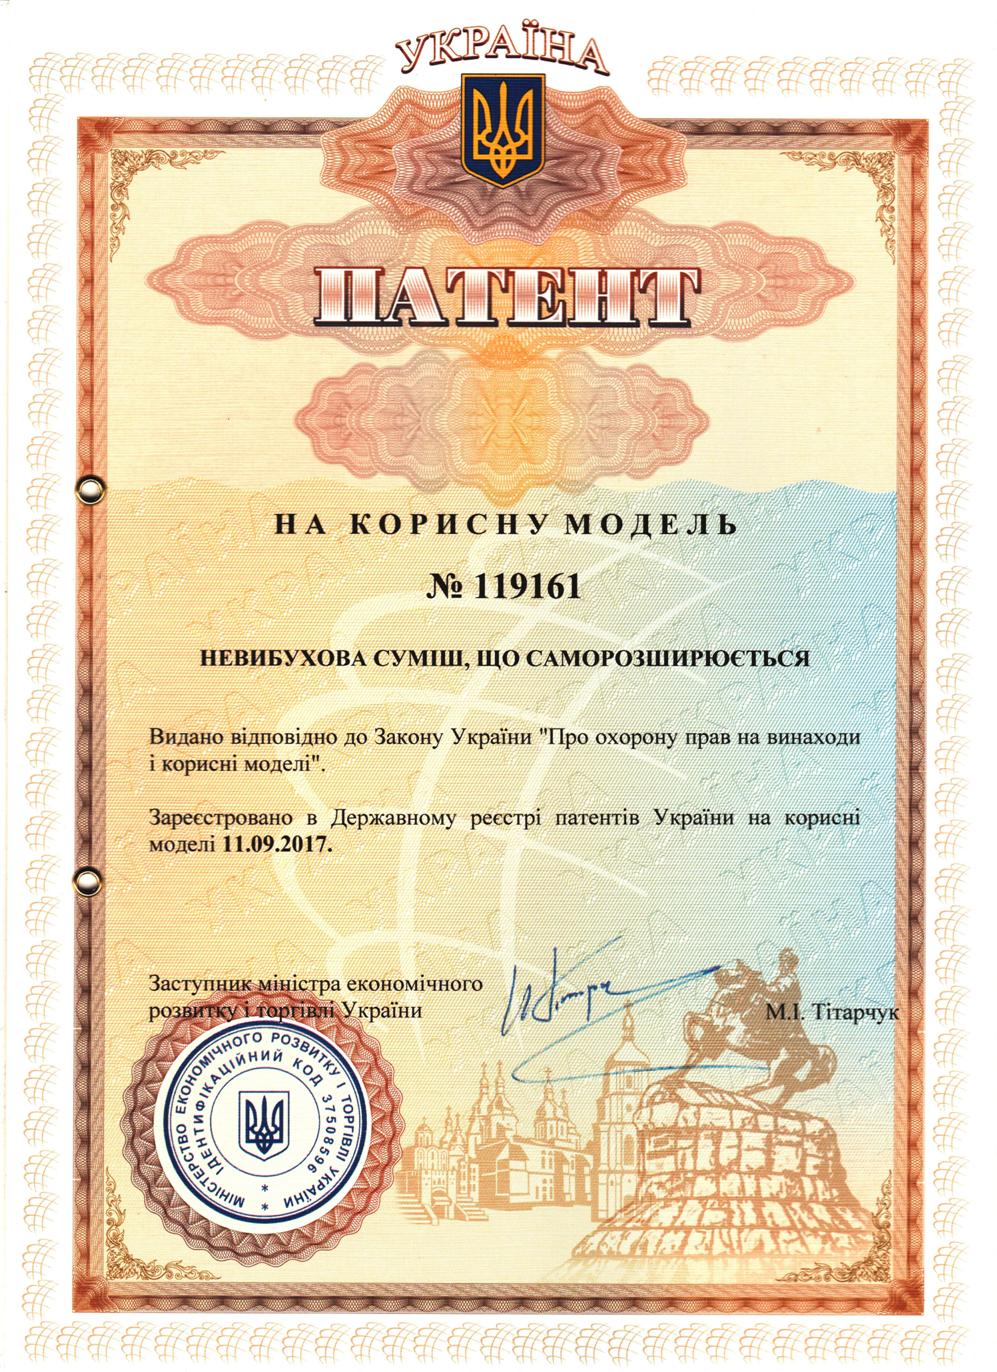 УКРАЇНА
ПАТЕНТ
НА КОРИСНУ МОДЕЛЬ
№ 119161
НЕВИБУХОВА СУМІШ, ЩО САМОРОЗШИРЮЄТЬСЯ
Видано відповідно до Закону України "Про охорону прав на винаходи
і корисні моделі".
Зареєстровано в Державному реєстрі патентів України на корисні
моделі 11.09.2017.
Заступник міністра економічного
розвитку і торгівлі України
М.І. Тітарчук
МІНІСТЕРСТВО ЕКОНОМІЧНОГО РОЗВИТКУ І ТОРГІВЛІ УКРАЇНИ *
ІДЕНТИФІКАЦІЙНИЙ КОД 37508596 *